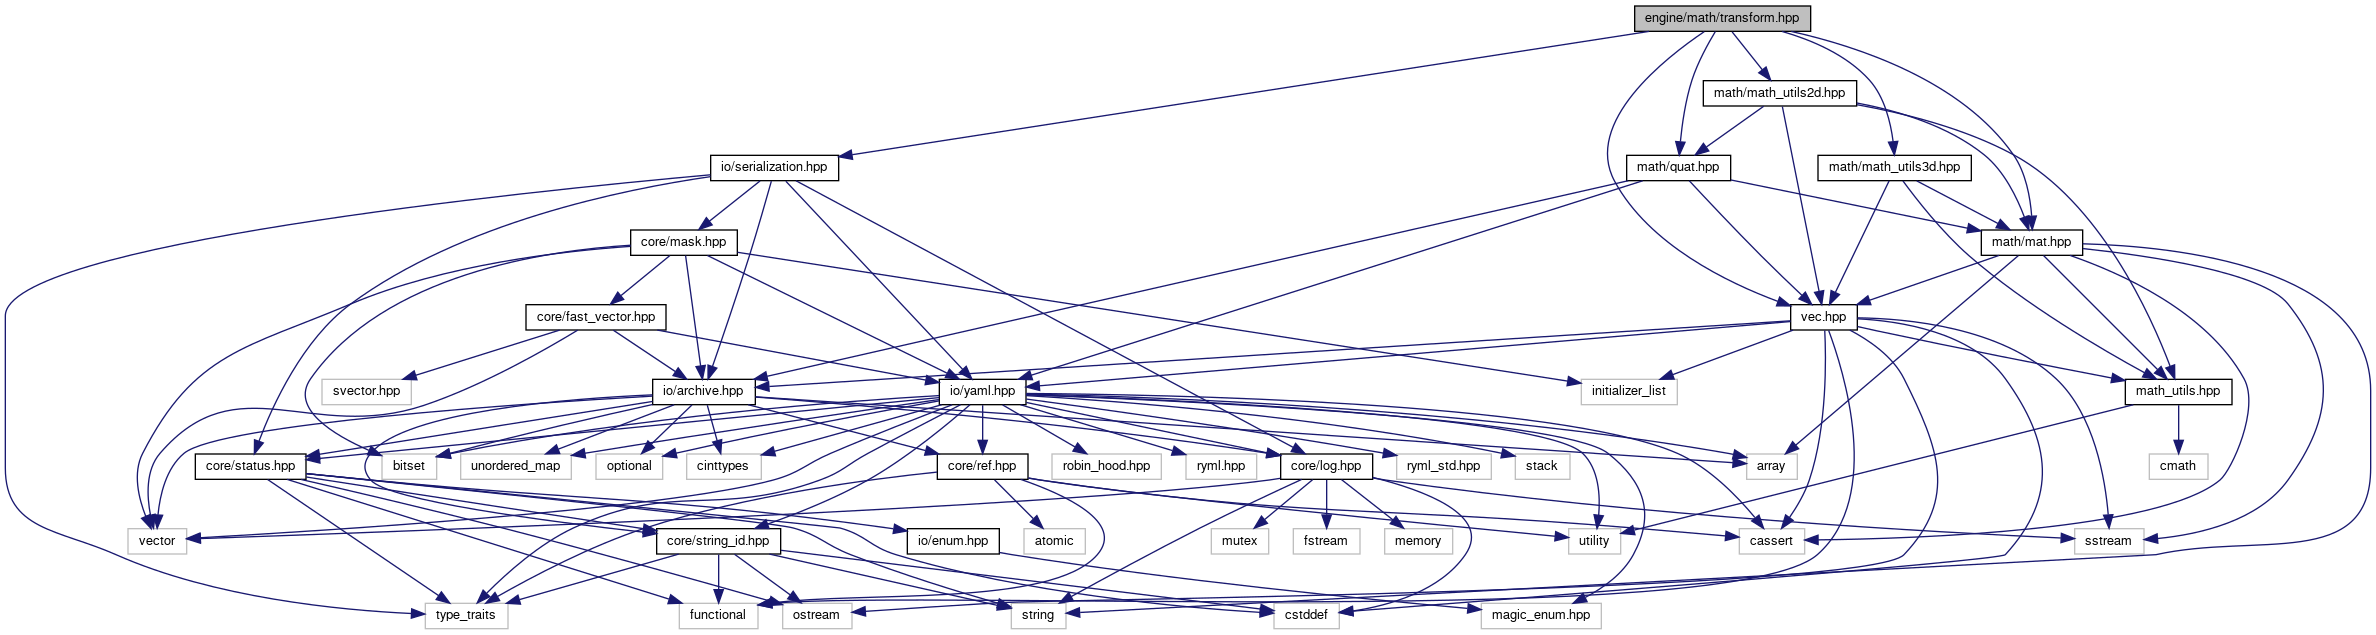 engine/math/transform.hpp
math/math_utils2d.hpp
io/serialization.hpp
math/quat.hpp
math/math_utils3d.hpp
core/mask.hpp
math/mat.hpp
core/fast_vector.hpp
vec.hpp
svector.hpp
io/archive.hpp
io/yaml.hpp
initializer_list
math_utils.hpp
core/status.hpp
bitset
unordered_map
optional
cinttypes
core/ref.hpp
robin_hood.hpp
ryml.hpp
core/log.hpp
ryml_std.hpp
stack
array
cmath
vector
core/string_id.hpp
io/enum.hpp
atomic
mutex
fstream
memory
utility
cassert
sstream
type_traits
functional
ostream
string
cstddef
magic_enum.hpp